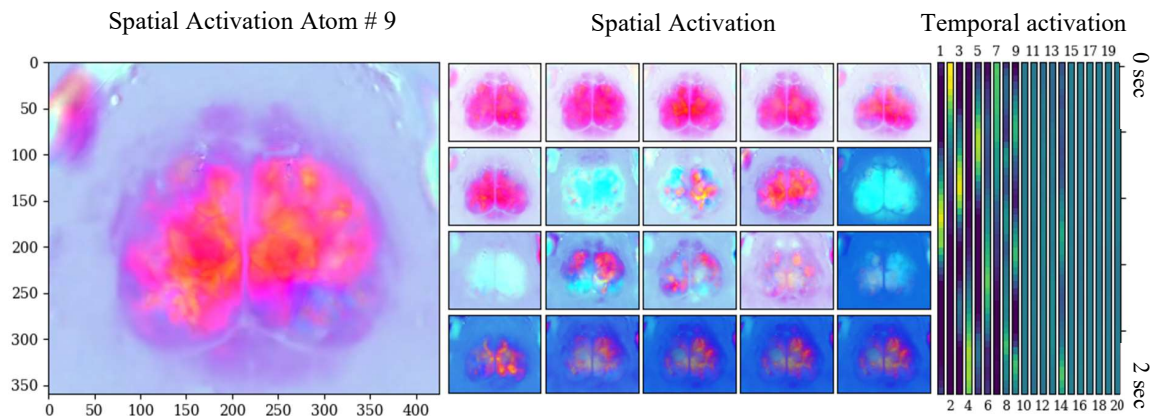 Spatial Activation Atom # 9
Spatial Activation
Temporal activation
1 3 5 7 9 11 13 15 17 19
0 sec
0
50
100
150
200
250
300
350
0 50 100 150 200 250 300 350 400
2 sec
2 4 6 8 10 12 14 16 18 20